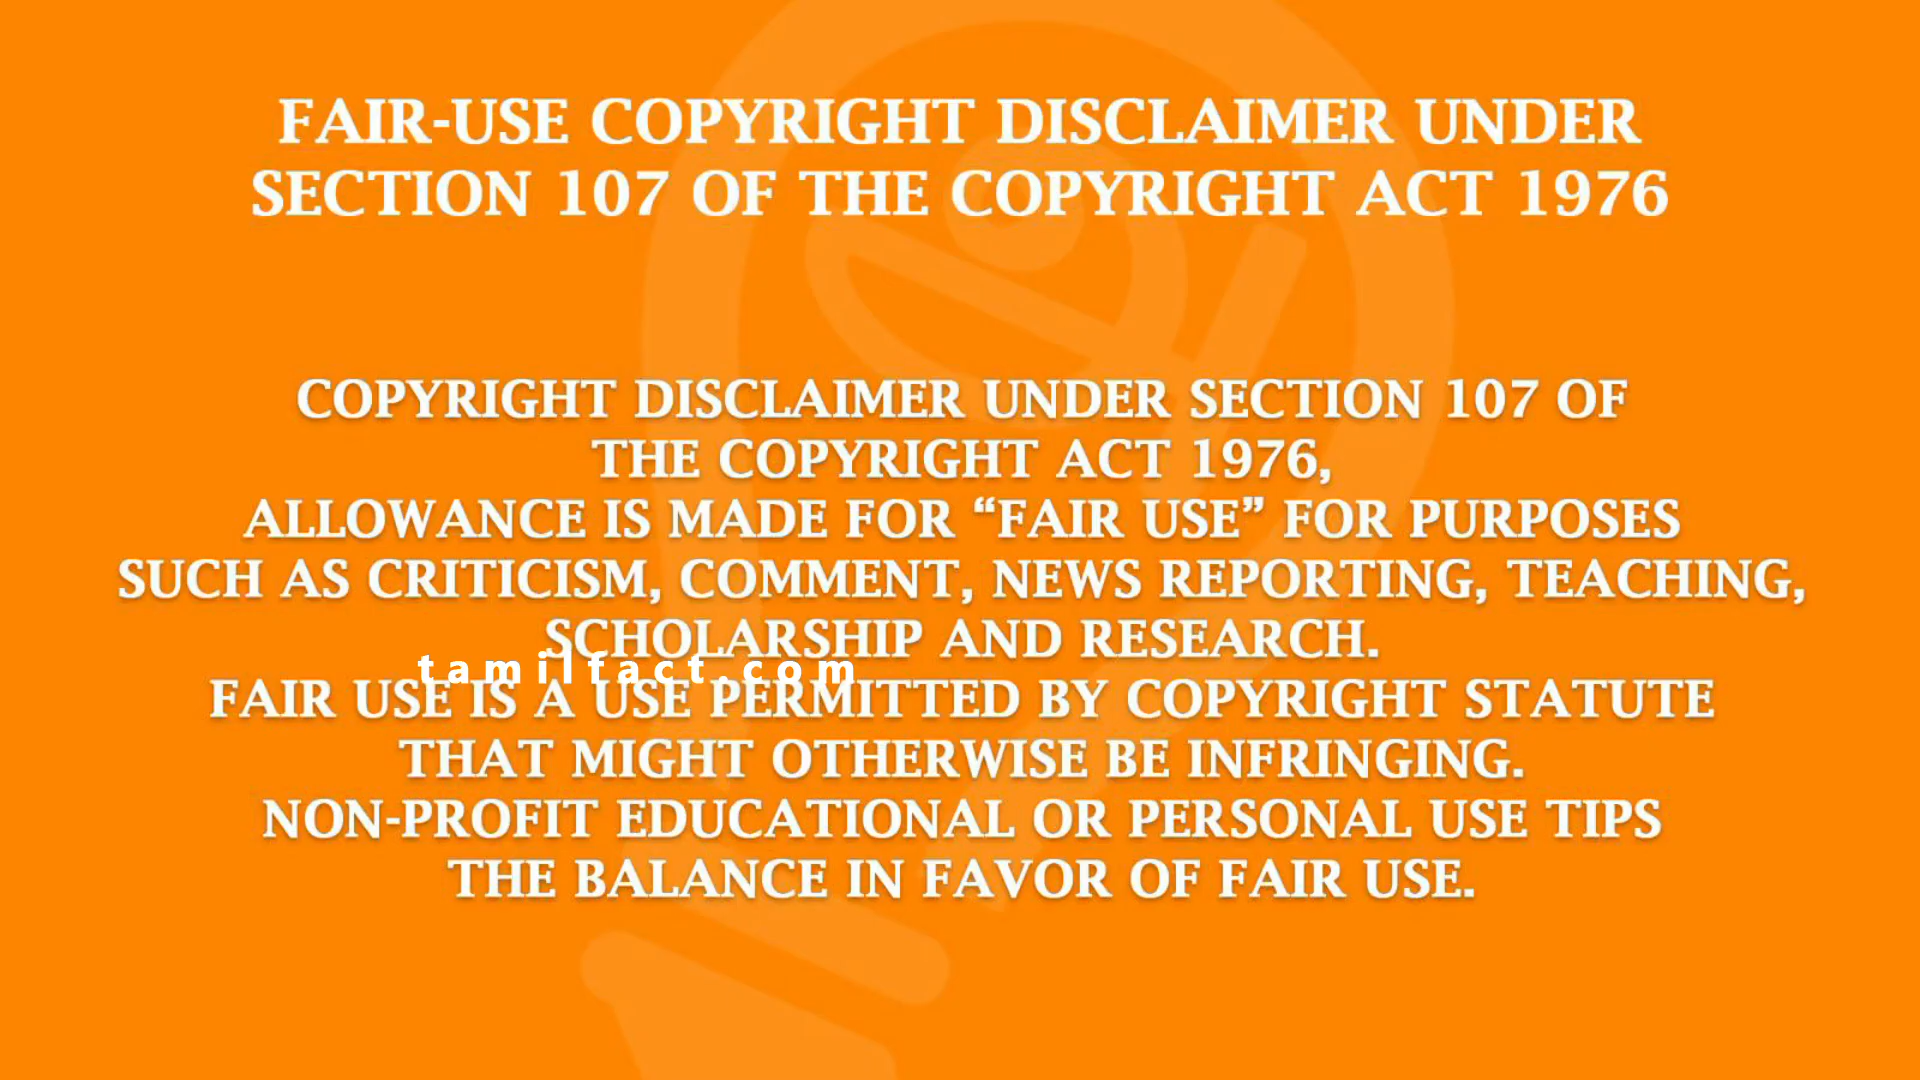 FAIR-USE COPYRIGHT DISCLAIMER UNDER
SECTION 107 OF THE COPYRIGHT ACT 1976
COPYRIGHT DISCLAIMER UNDER SECTION 107 OF
THE COPYRIGHT ACT 1976,
ALLOWANCE IS MADE FOR “FAIR USE” FOR PURPOSES
SUCH AS CRITICISM, COMMENT, NEWS REPORTING, TEACHING,
SCHOLARSHIP AND RESEARCH.
tamilfact.com
FAIR USE IS A USE PERMITTED BY COPYRIGHT STATUTE
THAT MIGHT OTHERWISE BE INFRINGING.
NON-PROFIT EDUCATIONAL OR PERSONAL USE TIPS
THE BALANCE IN FAVOR OF FAIR USE.